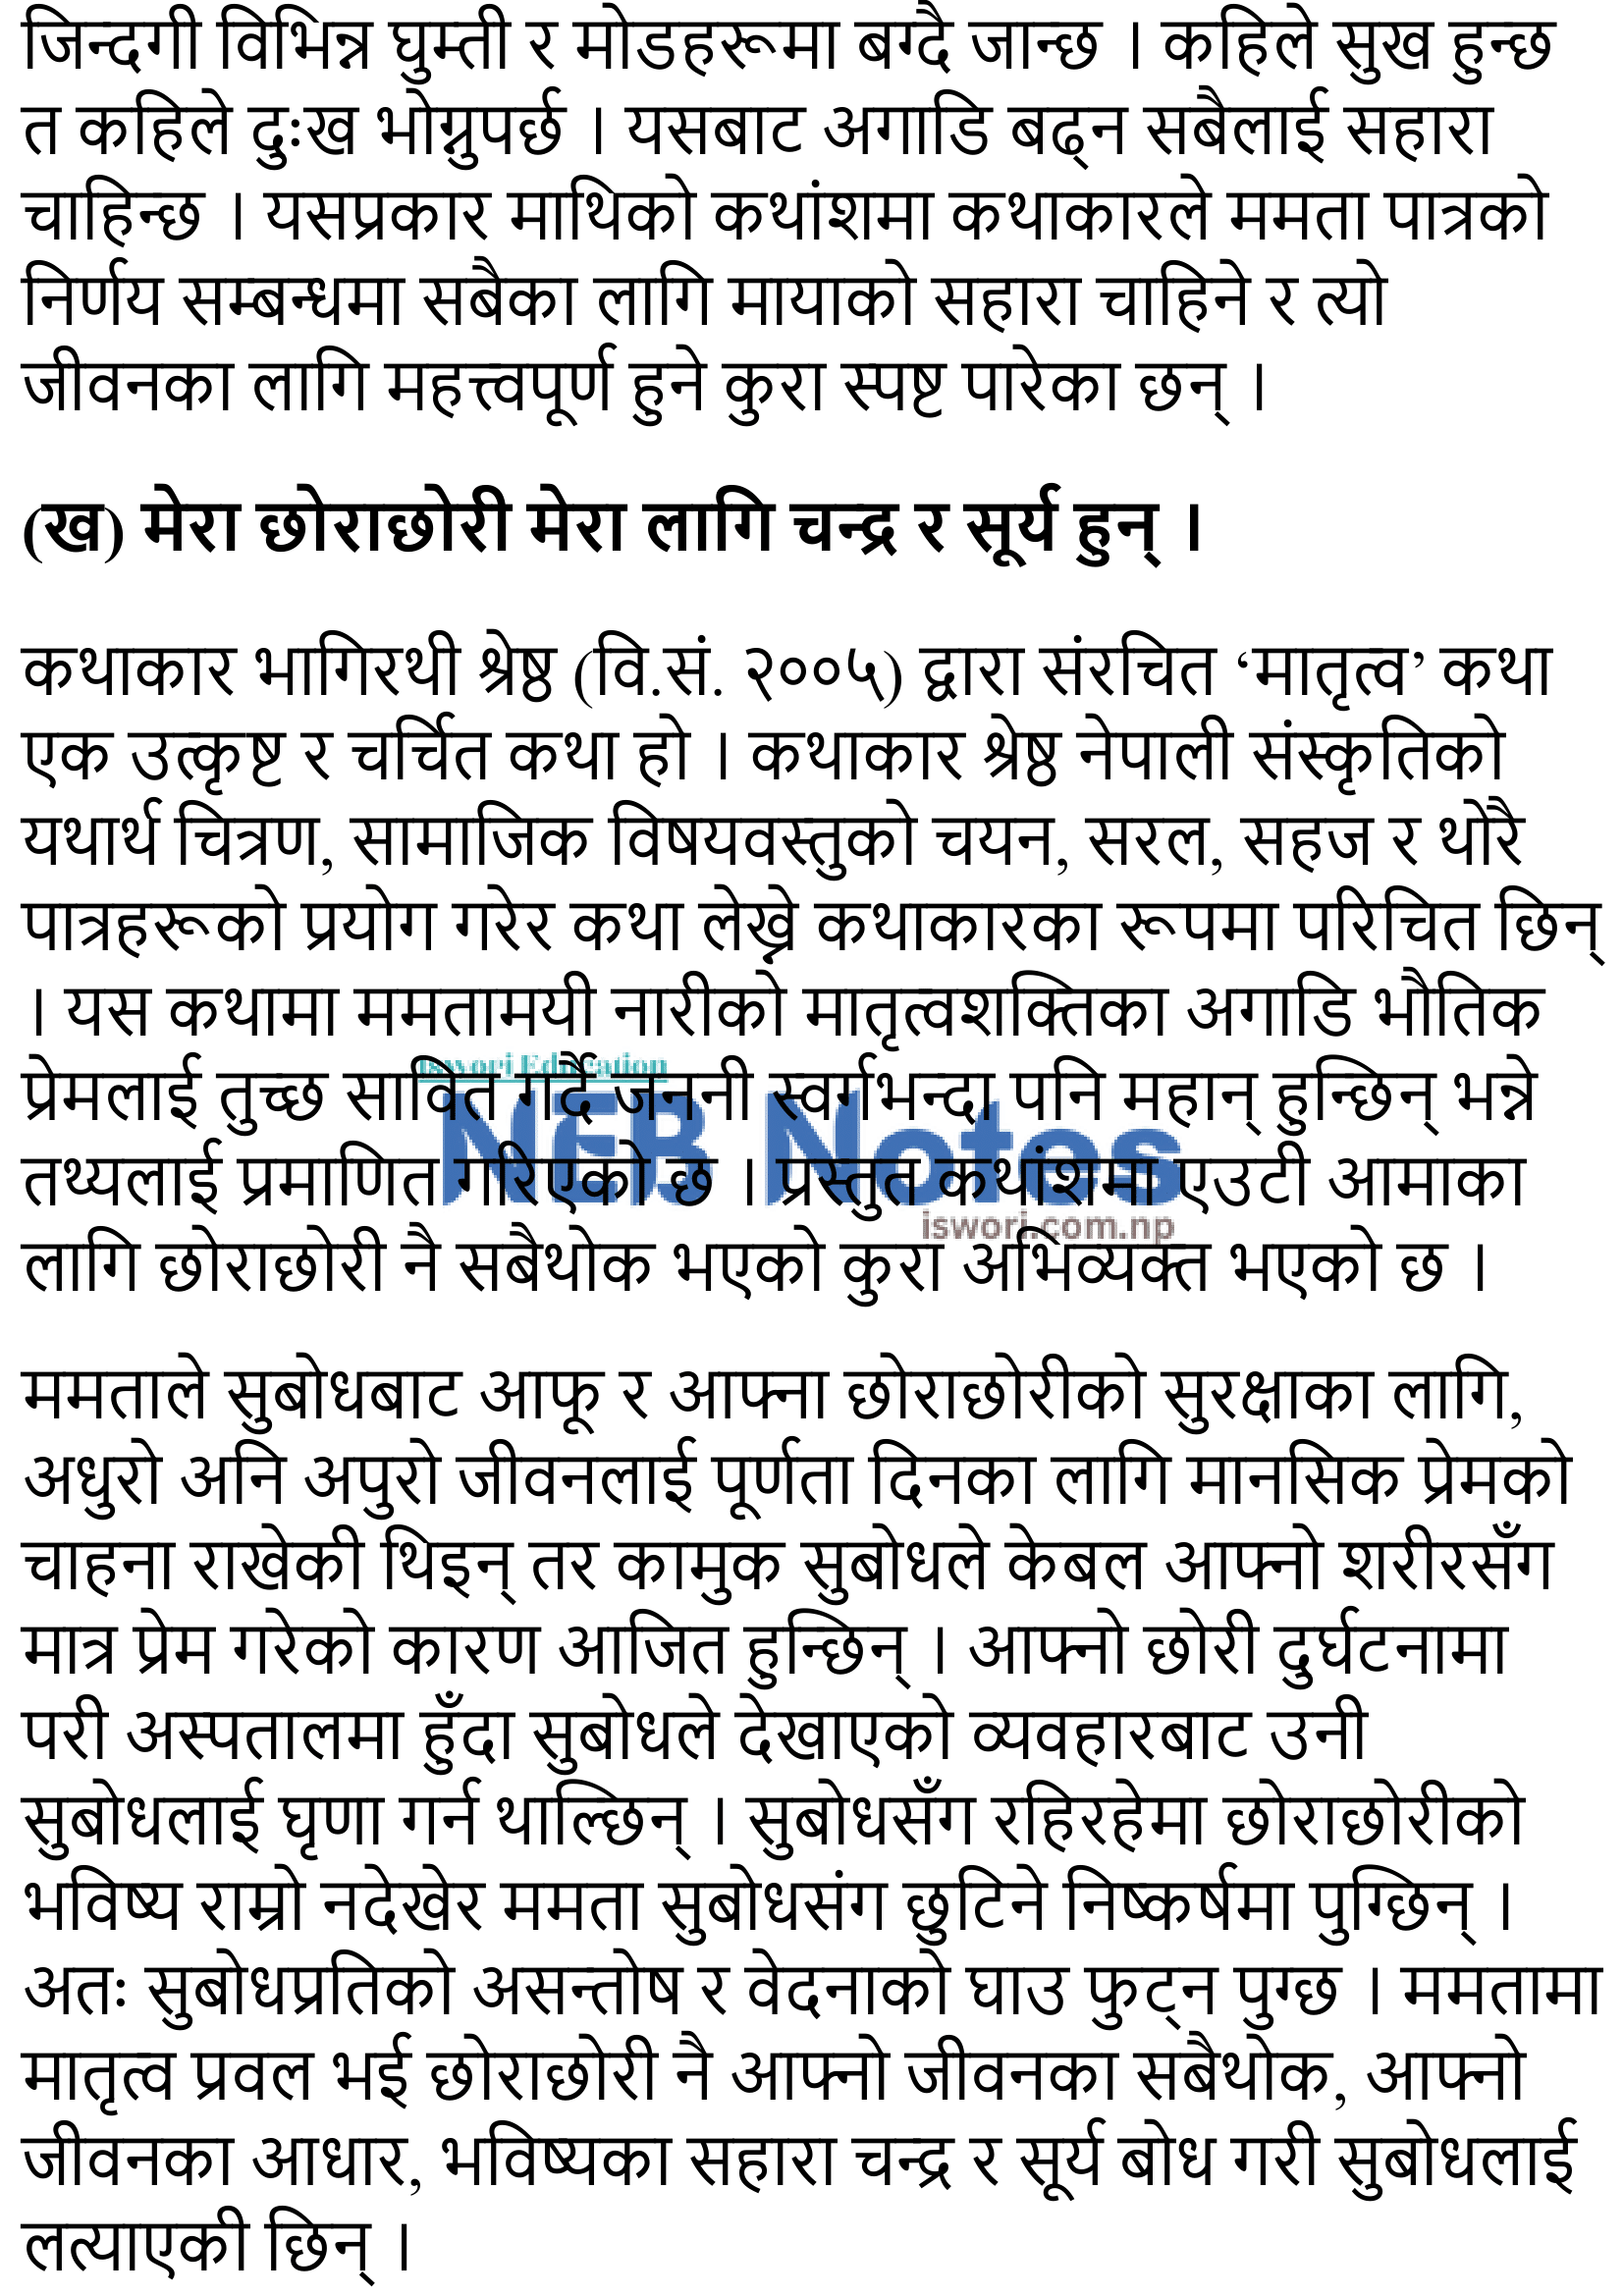 जिन्दगी विभिन्न घुम्ती र मोडहरूमा बग्दै जान्छ । कहिले सुख हुन्छ
त कहिले दुःख भोग्नुपर्छ । यसबाट अगाडि बढ्न सबैलाई सहारा
चाहिन्छ । यसप्रकार माथिको कथांशमा कथाकारले ममता पात्रको
निर्णय सम्बन्धमा सबैका लागि मायाको सहारा चाहिने र त्यो
जीवनका लागि महत्त्वपूर्ण हुने कुरा स्पष्ट पारेका छन् ।
(ख) मेरा छोराछोरी मेरा लागि चन्द्र र सूर्य हुन् ।
कथाकार भागिरथी श्रेष्ठ (वि.सं. २००५) द्वारा संरचित ‘मातृत्व’ कथा
एक उत्कृष्ट र चर्चित कथा हो । कथाकार श्रेष्ठ नेपाली संस्कृतिको
यथार्थ चित्रण, सामाजिक विषयवस्तुको चयन, सरल, सहज र थोरै
पात्रहरूको प्रयोग गरेर कथा लेख्ने कथाकारका रूपमा परिचित छिन्
। यस कथामा ममतामयी नारीको मातृत्वशक्तिका अगाडि भौतिक
Iswori Education
प्रेमलाई तुच्छ सावित गर्दै जननी स्वर्गभन्दा पनि महान् हुन्छिन् भन्ने
NEB Notes
तथ्यलाई प्रमाणित गरिएको छ । प्रस्तुत कथांशमा एउटी आमाका
iswori.com.np
लागि छोराछोरी नै सबैथोक भएको कुरा अभिव्यक्त भएको छ ।
ममताले सुबोधबाट आफू र आफ्ना छोराछोरीको सुरक्षाका लागि,
अधुरो अनि अपुरो जीवनलाई पूर्णता दिनका लागि मानसिक प्रेमको
चाहना राखेकी थिइन् तर कामुक सुबोधले केबल आफ्नो शरीरसँग
मात्र प्रेम गरेको कारण आजित हुन्छिन् । आफ्नो छोरी दुर्घटनामा
परी अस्पतालमा हुँदा सुबोधले देखाएको व्यवहारबाट उनी
सुबोधलाई घृणा गर्न थाल्छिन् । सुबोधसँग रहिरहेमा छोराछोरीको
भविष्य राम्रो नदेखेर ममता सुबोधसंग छुटिने निष्कर्षमा पुग्छिन् ।
अतः सुबोधप्रतिको असन्तोष र वेदनाको घाउ फुट्न पुग्छ । ममतामा
मातृत्व प्रवल भई छोराछोरी नै आफ्नो जीवनका सबैथोक, आफ्नो
जीवनका आधार, भविष्यका सहारा चन्द्र र सूर्य बोध गरी सुबोधलाई
लत्याएकी छिन् ।